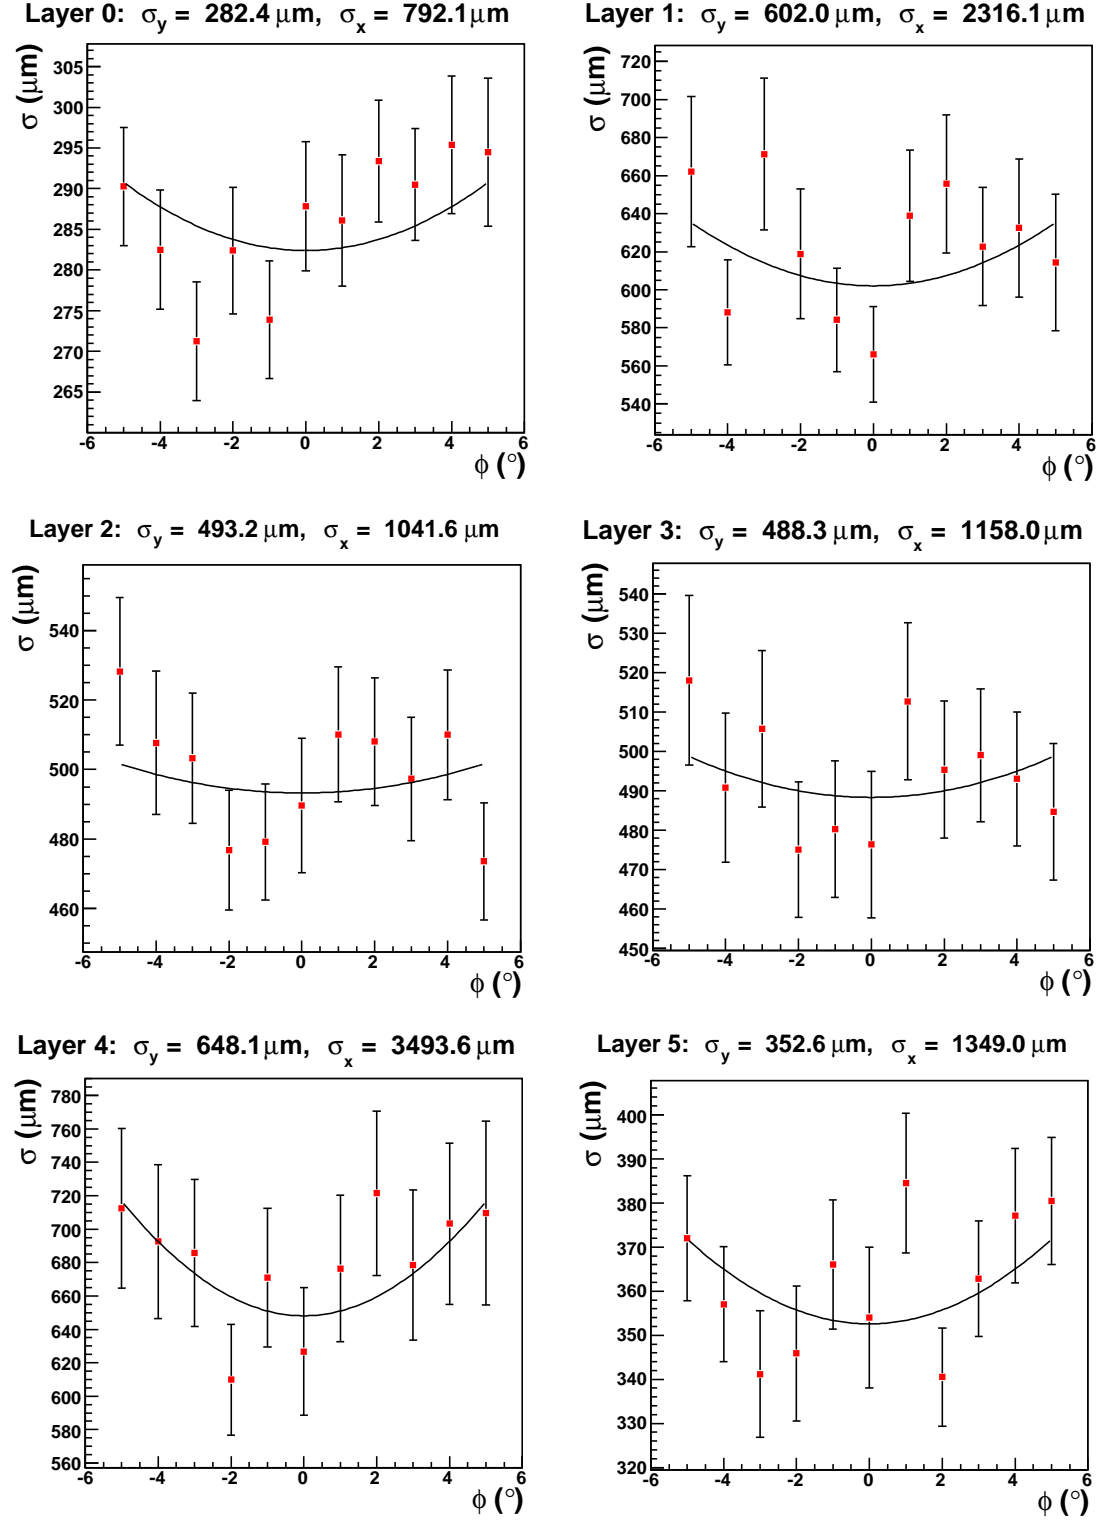 Layer 0: σy = 282.4 μm, σx = 792.1 μm
σ (μm)
305
300
295
290
285
280
275
270
265
-6 -4 -2 0 2 4 6
ϕ (°)
Layer 1: σy = 602.0 μm, σx = 2316.1 μm
σ (μm)
720
700
680
660
640
620
600
580
560
540
-6 -4 -2 0 2 4 6
ϕ (°)
Layer 2: σy = 493.2 μm, σx = 1041.6 μm
σ (μm)
540
520
500
480
460
-6 -4 -2 0 2 4 6
ϕ (°)
Layer 3: σy = 488.3 μm, σx = 1158.0 μm
σ (μm)
540
530
520
510
500
490
480
470
460
450
-6 -4 -2 0 2 4 6
ϕ (°)
Layer 4: σy = 648.1 μm, σx = 3493.6 μm
σ (μm)
780
760
740
720
700
680
660
640
620
600
580
560
-6 -4 -2 0 2 4 6
ϕ (°)
Layer 5: σy = 352.6 μm, σx = 1349.0 μm
σ (μm)
400
390
380
370
360
350
340
330
320
-6 -4 -2 0 2 4 6
ϕ (°)